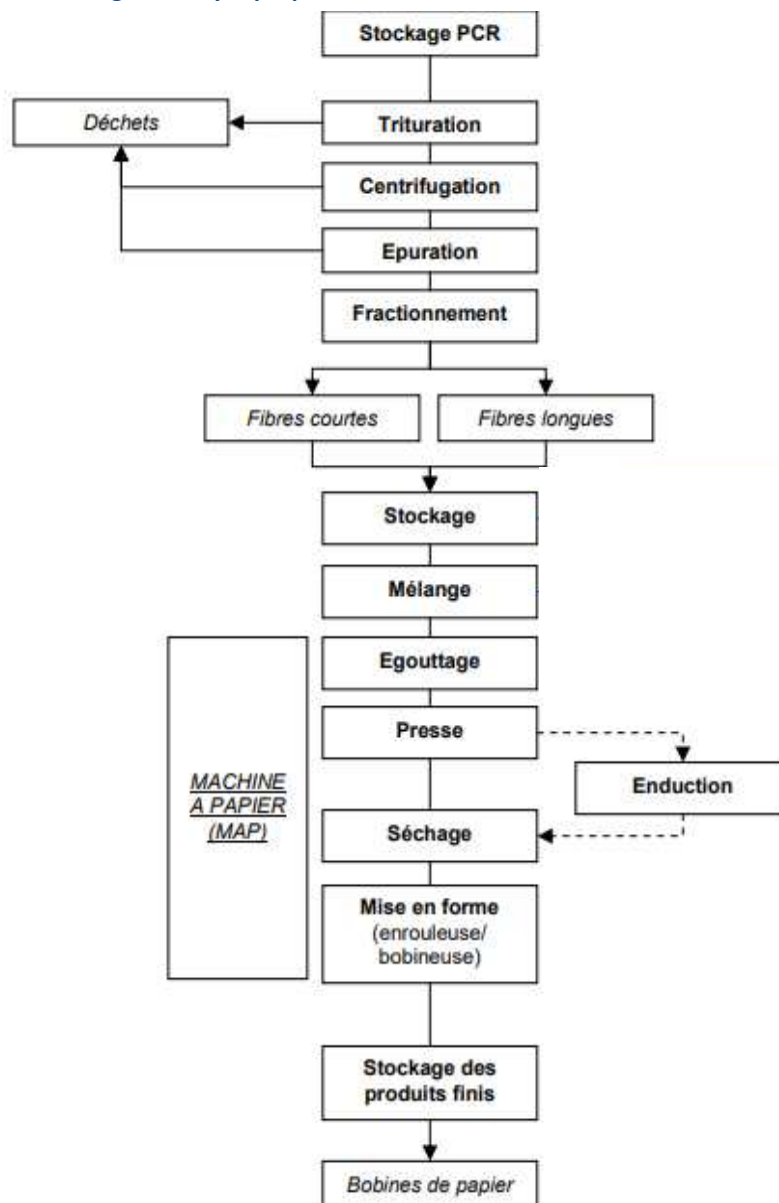 Stockage PCR
Déchets
Trituration
Centrifugation
Epuration
Fractionnement
Fibres courtes
Fibres longues
Stockage
Mélange
Egouttage
Presse
MACHINE
A PAPIER
(MAP)
Enduction
Séchage
Mise en forme
(enrouleuse/
bobineuse)
Stockage des
produits finis
Bobines de papier